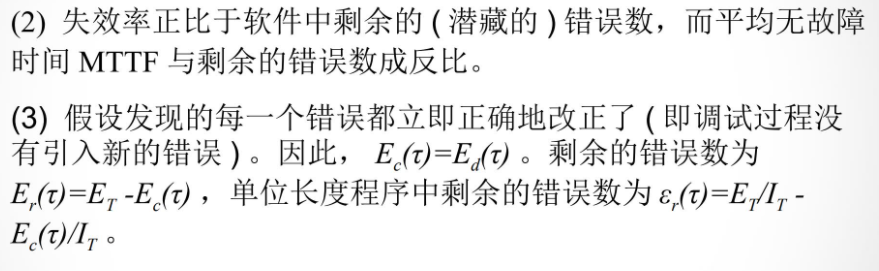 (2) 失效率正比于软件中剩余的 ( 潜藏的 ) 错误数，而平均无故障
时间 MTTF 与剩余的错误数成反比。
(3) 假设发现的每一个错误都立即正确地改正了 ( 即调试过程没
有引入新的错误 ) 。因此， E_c(τ)=E_d(τ) 。剩余的错误数为
E_r(τ)=E_T -E_c(τ) ，单位长度程序中剩余的错误数为 ε_r(τ)=E_T/I_T -
E_c(τ)/I_T 。